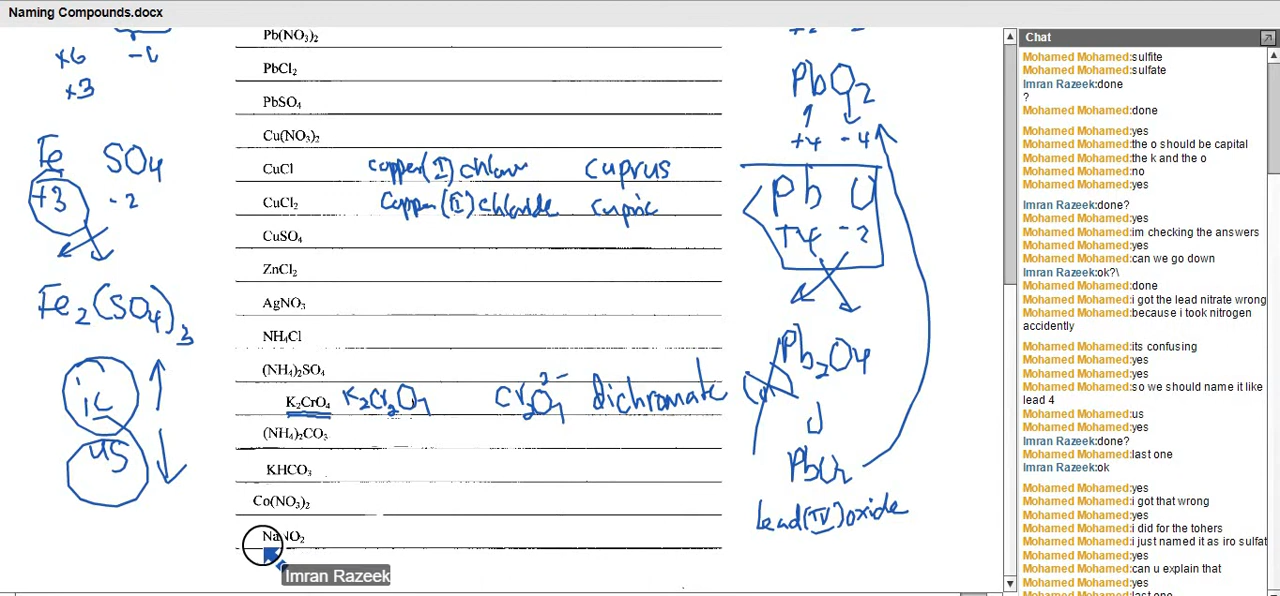 Naming Compounds.docx
Pb(NO₃)₂
+6 -6
+3
PbCl₂
PbSO₄
Cu(NO₃)₂
CuCl copper(I)chlor cuprus
CuCl₂ Copper(II)chloride cupric
CuSO₄
ZnCl₂
AgNO₃
NH₄Cl
(NH₄)₂SO₄
K₂CrO₄ K₂Cr₂O₇ Cr₂O₇ 2- dichromate
(NH₄)₂CO₃
KHCO₃
Co(NO₃)₂
NaNO₂
Imran Razeek
Fe SO₄
+3 -2
Fe₂(SO₄)₃
ic
us
PbO₂
+4 -4
Pb O
+4 -2
Pb₂O₄
PbO₂
Lead(IV)oxide
Chat
Mohamed Mohamed:sulfite
Mohamed Mohamed:sulfate
Imran Razeek:done
?
Mohamed Mohamed:done
Mohamed Mohamed:yes
Mohamed Mohamed:the o should be capital
Mohamed Mohamed:the k and the o
Mohamed Mohamed:no
Mohamed Mohamed:yes
Imran Razeek:done?
Mohamed Mohamed:yes
Mohamed Mohamed:im checking the answers
Mohamed Mohamed:yes
Mohamed Mohamed:can we go down
Imran Razeek:ok?\
Mohamed Mohamed:done
Mohamed Mohamed:i got the lead nitrate wrong
Mohamed Mohamed:because i took nitrogen
accidently
Mohamed Mohamed:its confusing
Mohamed Mohamed:yes
Mohamed Mohamed:yes
Mohamed Mohamed:so we should name it like
lead 4
Mohamed Mohamed:us
Mohamed Mohamed:yes
Imran Razeek:done?
Mohamed Mohamed:last one
Imran Razeek:ok
Mohamed Mohamed:yes
Mohamed Mohamed:i got that wrong
Mohamed Mohamed:yes
Mohamed Mohamed:i did for the tohers
Mohamed Mohamed:i just named it as iro sulfat
Mohamed Mohamed:yes
Mohamed Mohamed:can u explain that
Mohamed Mohamed:yes
Mohamed Mohamed:last one